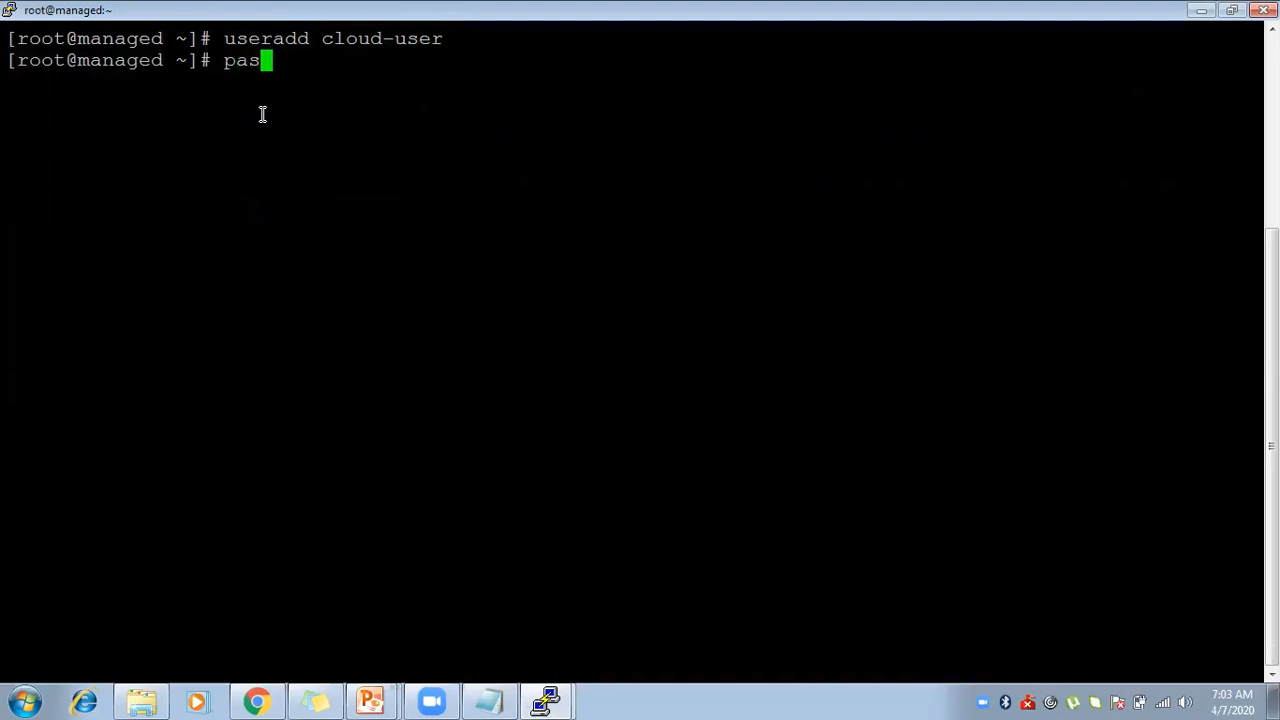 root@managed:~
[root@managed ~]# useradd cloud-user
[root@managed ~]# pas
7:03 AM
4/7/2020